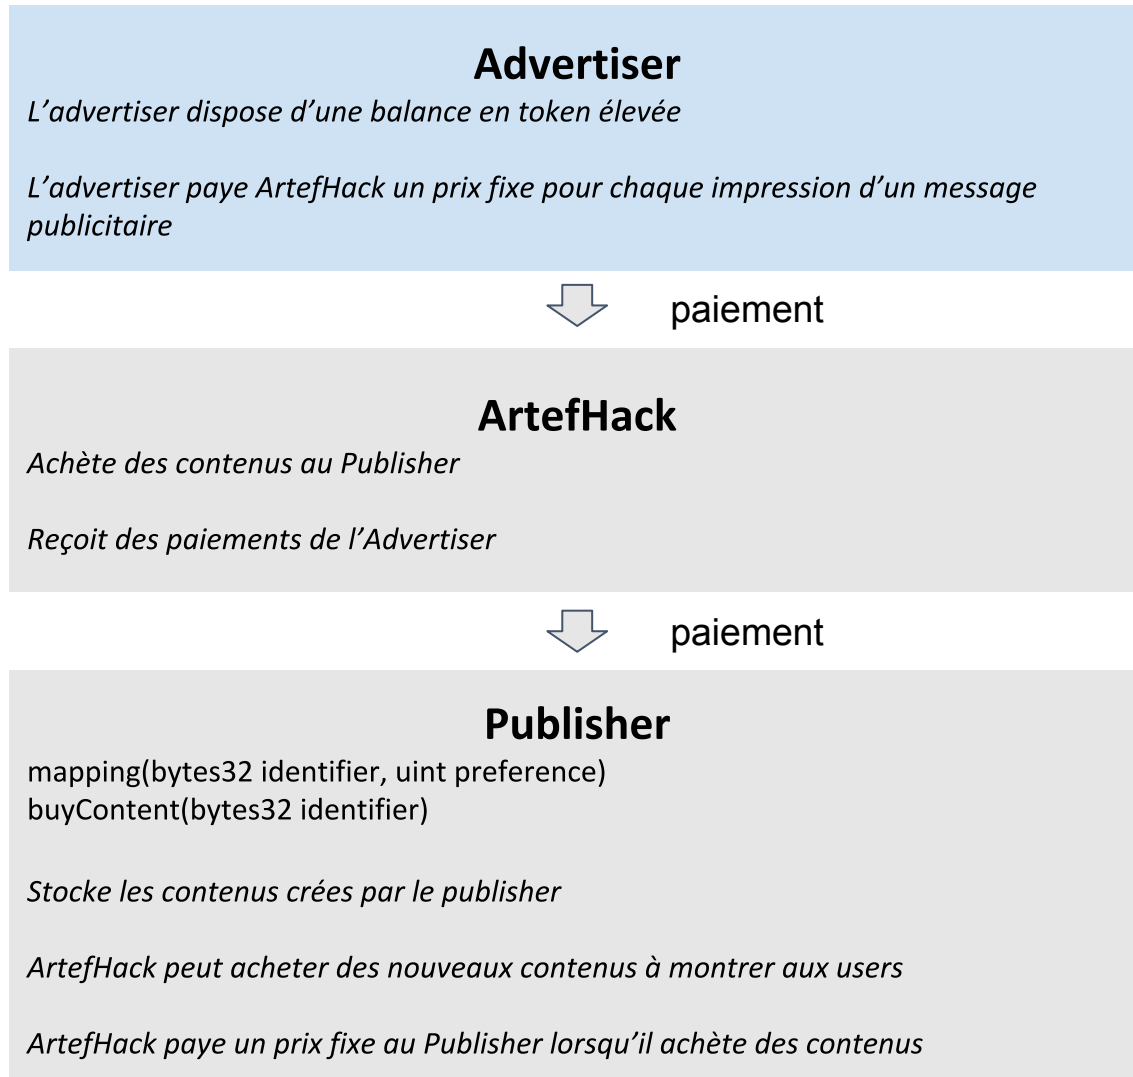 Advertiser
L’advertiser dispose d’une balance en token élevée
L’advertiser paye ArtefHack un prix fixe pour chaque impression d’un message
publicitaire
paiement
ArtefHack
Achète des contenus au Publisher
Reçoit des paiements de l’Advertiser
paiement
Publisher
mapping(bytes32 identifier, uint preference)
buyContent(bytes32 identifier)
Stocke les contenus crées par le publisher
ArtefHack peut acheter des nouveaux contenus à montrer aux users
ArtefHack paye un prix fixe au Publisher lorsqu’il achète des contenus